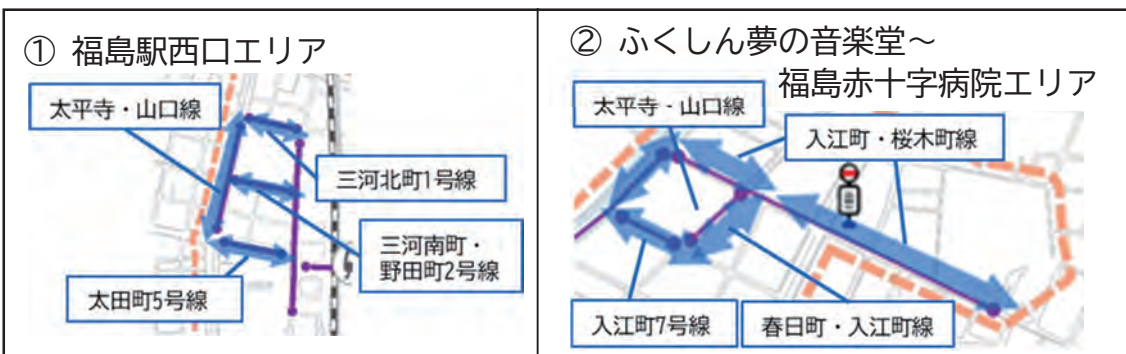 ① 福島駅西口エリア
太平寺・山口線
三河北町1号線
三河南町・
野田町2号線
太田町5号線
② ふくしん夢の音楽堂～
福島赤十字病院エリア
太平寺・山口線
入江町・桜木町線
入江町7号線
春日町・入江町線